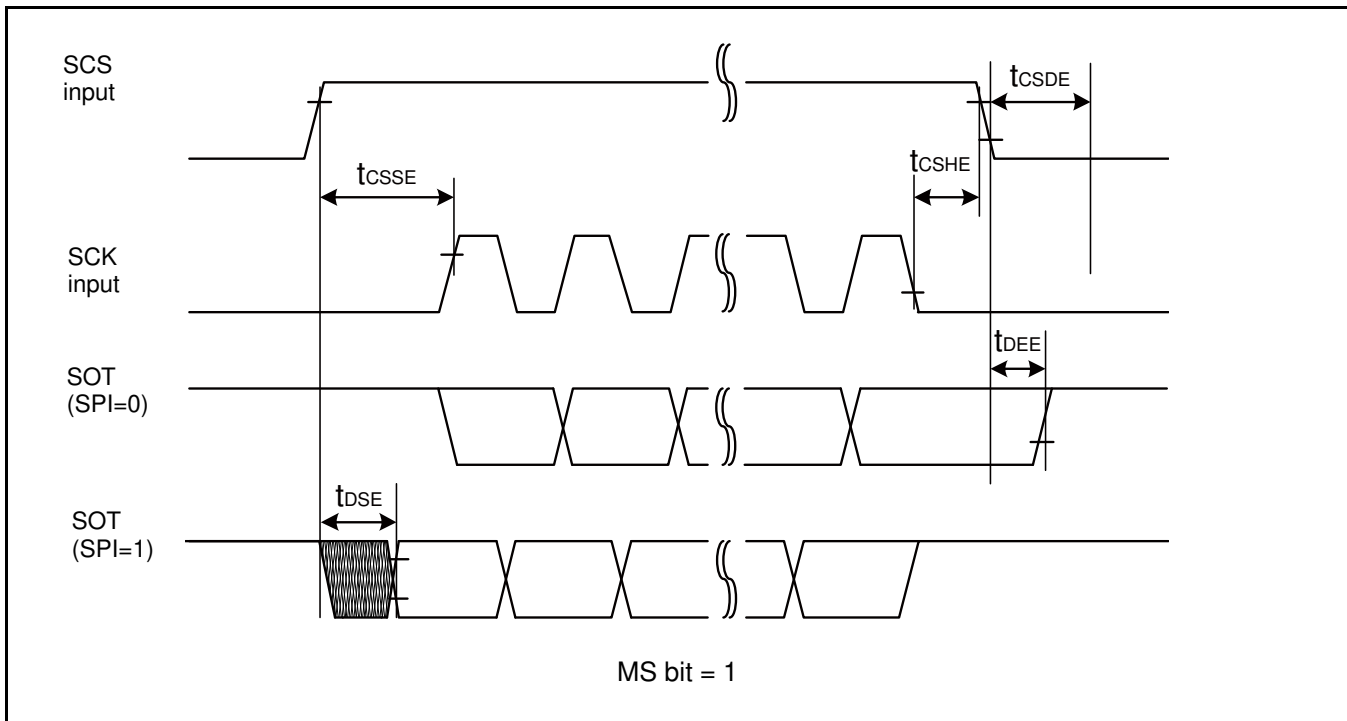 SCS
input
tCSDE
tCSSE
tCSHE
SCK
input
tDEE
SOT
(SPI=0)
tDSE
SOT
(SPI=1)
MS bit = 1